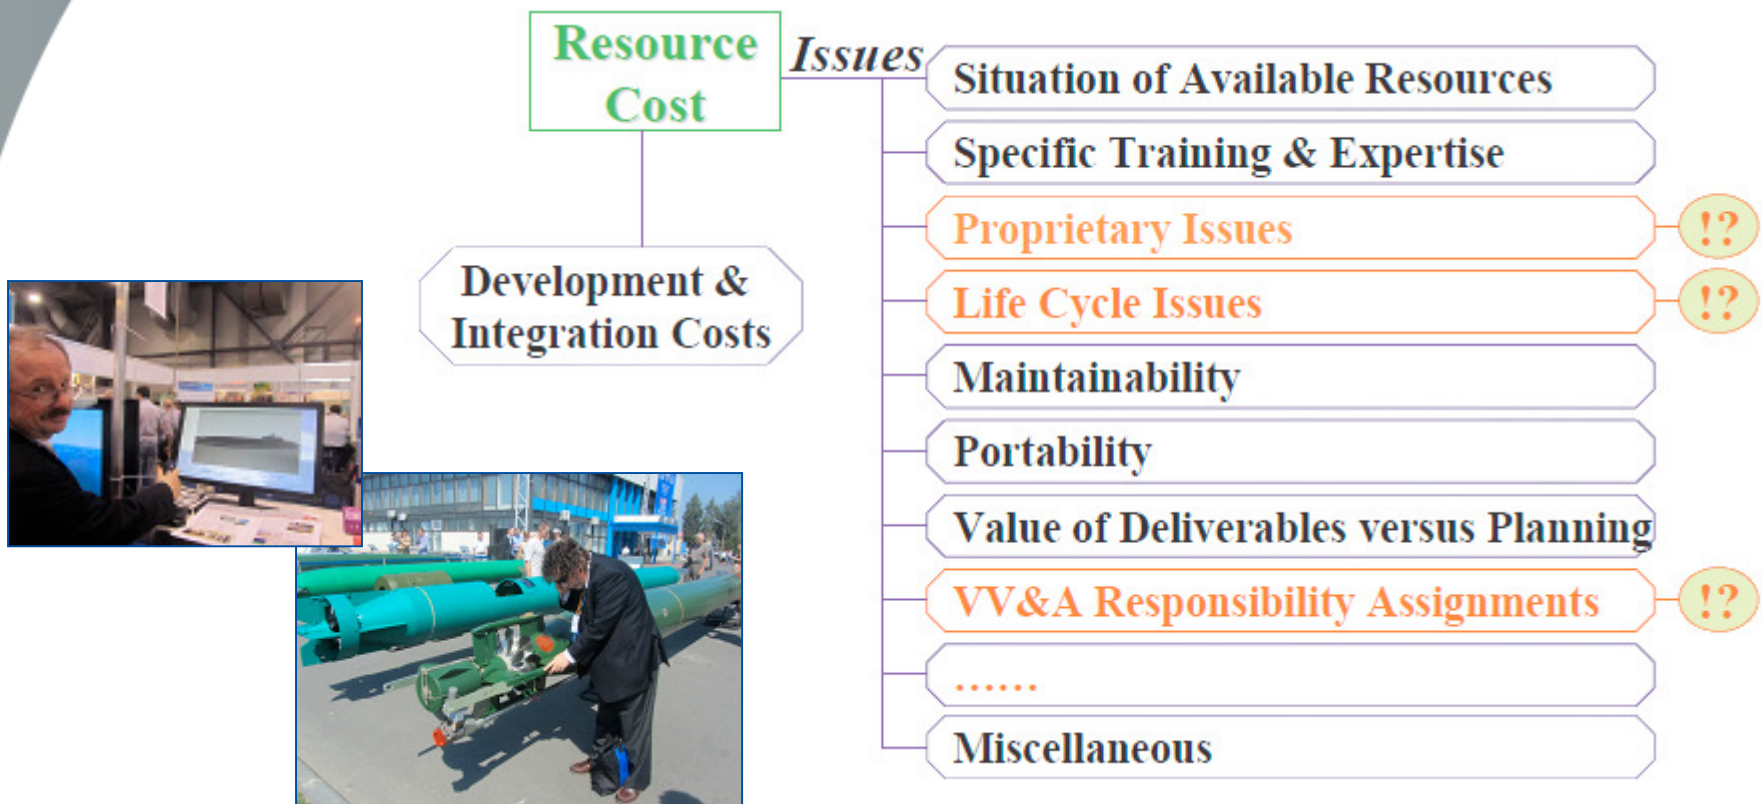 Resource
Cost
Issues
Situation of Available Resources
Specific Training & Expertise
Proprietary Issues
!?
Life Cycle Issues
!?
Development &
Integration Costs
Maintainability
Portability
Value of Deliverables versus Planning
VV&A Responsibility Assignments
!?
......
Miscellaneous